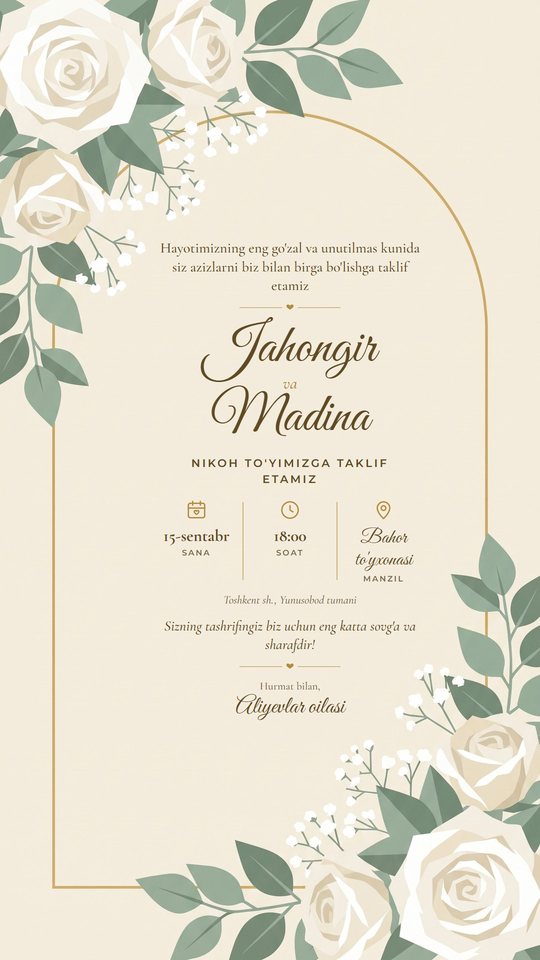 Hayotimizning eng go'zal va unutilmas kunida
siz azizlarni biz bilan birga bo'lishga taklif
etamiz
Jahongir
va
Madina
NIKOH TO'YIMIZGA TAKLIF
ETAMIZ
15-sentabr
SANA
18:00
SOAT
Bahor
to'yxonasi
MANZIL
Toshkent sh., Yunusobod tumani
Sizning tashrifingiz biz uchun eng katta sovg'a va
sharafdir!
Hurmat bilan,
Aliyevlar oilasi